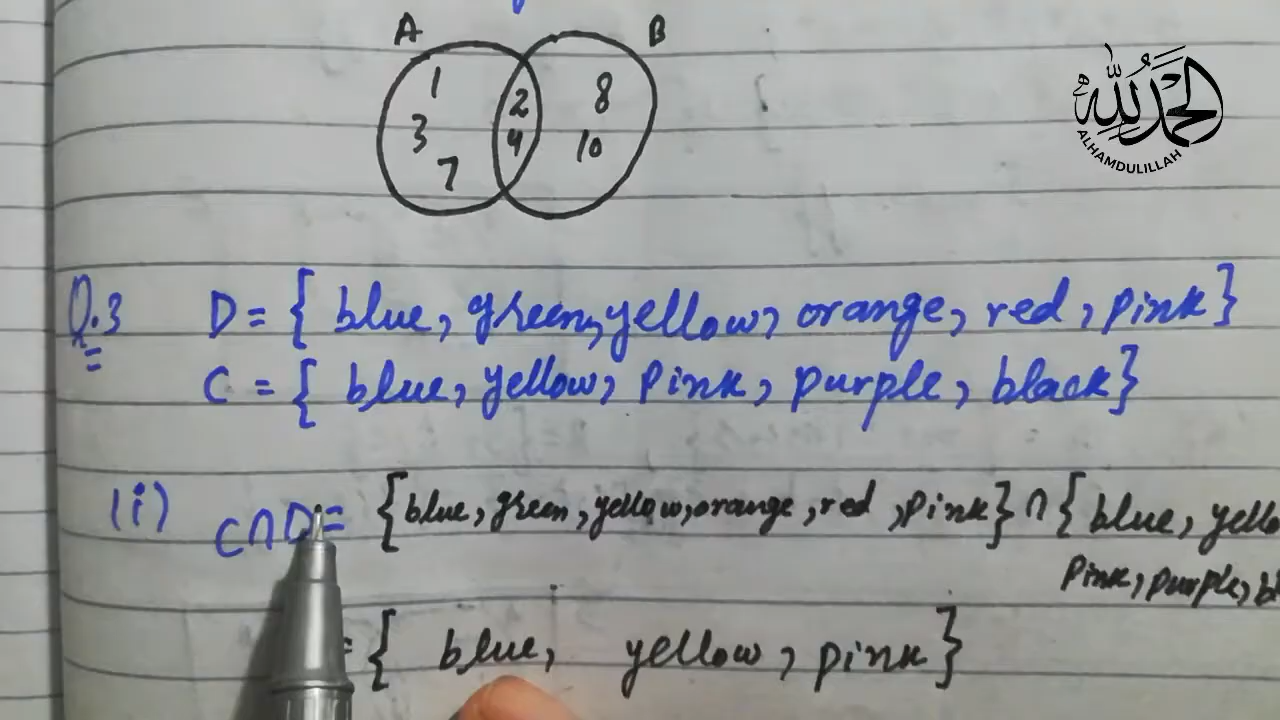 A B
1 2 8
3 4 10
7
الحمد لله
ALHAMDULILLAH
Q.3 D = { blue, green, yellow, orange, red, pink }
C = { blue, yellow, pink, purple, black }
(i) C∩D = { blue, green, yellow, orange, red, pink } ∩ { blue, yello
pink, purple, bl
= { blue, yellow, pink }